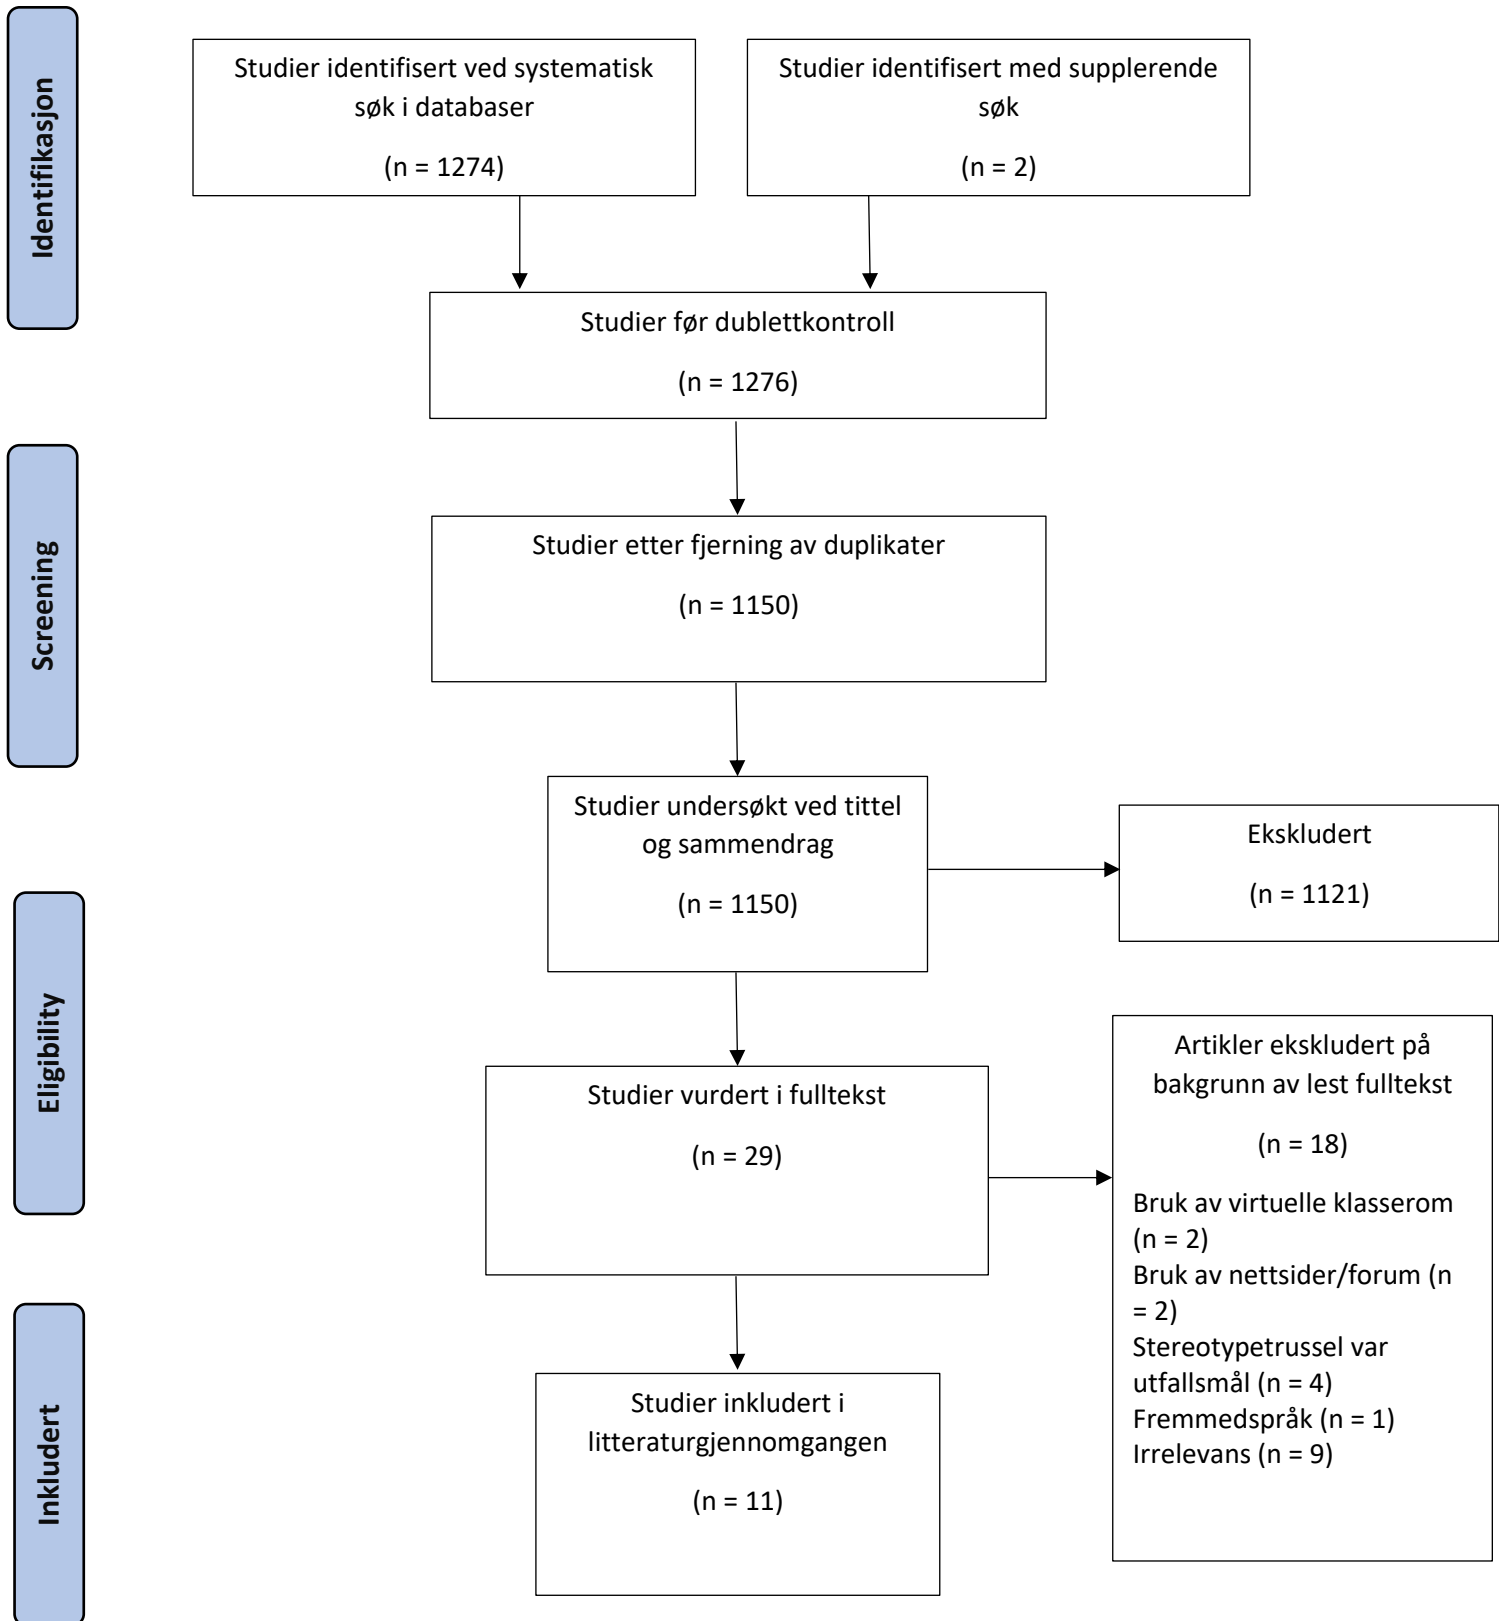 Identifikasjon
Studier identifisert ved systematisk
søk i databaser
(n = 1274)
Studier identifisert med supplerende
søk
(n = 2)
Studier før dublettkontroll
(n = 1276)
Screening
Studier etter fjerning av duplikater
(n = 1150)
Studier undersøkt ved tittel
og sammendrag
(n = 1150)
Ekskludert
(n = 1121)
Eligibility
Studier vurdert i fulltekst
(n = 29)
Artikler ekskludert på
bakgrunn av lest fulltekst
(n = 18)
Bruk av virtuelle klasserom
(n = 2)
Bruk av nettsider/forum (n
= 2)
Stereotypetrussel var
utfallsmål (n = 4)
Fremmedspråk (n = 1)
Irrelevans (n = 9)
Inkludert
Studier inkludert i
litteraturgjennomgangen
(n = 11)